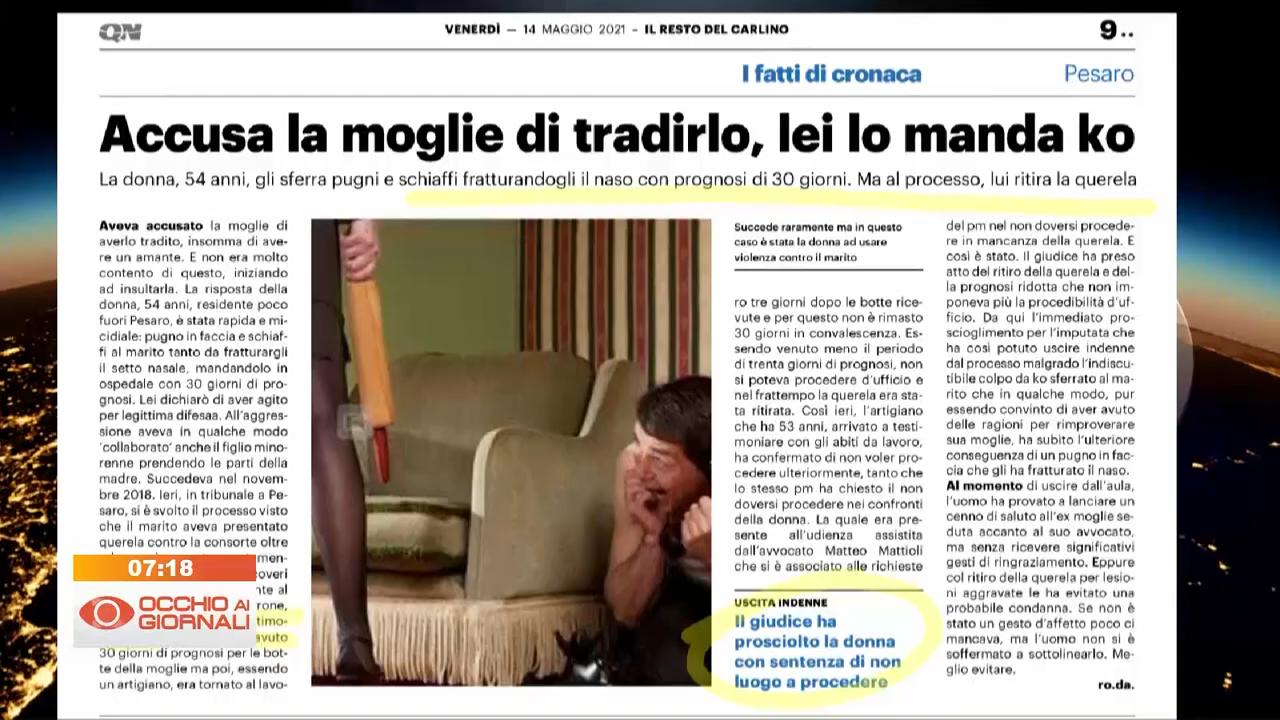 QN
VENERDÌ — 14 MAGGIO 2021 – IL RESTO DEL CARLINO
9..
I fatti di cronaca
Pesaro
Accusa la moglie di tradirlo, lei lo manda ko
La donna, 54 anni, gli sferra pugni e schiaffi fratturandogli il naso con prognosi di 30 giorni. Ma al processo, lui ritira la querela
Aveva accusato la moglie di
averlo tradito, insomma di ave-
re un amante. E non era molto
contento di questo, iniziando
ad insultarla. La risposta della
donna, 54 anni, residente poco
fuori Pesaro, è stata rapida e mi-
cidiale: pugno in faccia e schiaf-
fi al marito tanto da fratturargli
il setto nasale, mandandolo in
ospedale con 30 giorni di pro-
gnosi. Lei dichiarò di aver agito
per legittima difesaa. All'aggres-
sione aveva in qualche modo
'collaborato' anche il figlio mino-
renne prendendo le parti della
madre. Succedeva nel novem-
bre 2018. Ieri, in tribunale a Pe-
saro, si è svolto il processo visto
che il marito aveva presentato
querela contro la consorte oltre
men-
overi
nte al
rone,
timo-
avuto
30 giorni di prognosi per le bot-
te della moglie ma poi, essendo
un artigiano, era tornato al lavo-
07:18
OCCHIO AI
GIORNALI
Succede raramente ma in questo
caso è stata la donna ad usare
violenza contro il marito
ro tre giorni dopo le botte rice-
vute e per questo non è rimasto
30 giorni in convalescenza. Es-
sendo venuto meno il periodo
di trenta giorni di prognosi, non
si poteva procedere d'ufficio e
nel frattempo la querela era sta-
ta ritirata. Così ieri, l'artigiano
che ha 53 anni, arrivato a testi-
moniare con gli abiti da lavoro,
ha confermato di non voler pro-
cedere ulteriormente, tanto che
lo stesso pm ha chiesto il non
doversi procedere nei confronti
della donna. La quale era pre-
sente all'udienza assistita
dall'avvocato Matteo Mattioli
che si è associato alle richieste
USCITA INDENNE
Il giudice ha
prosciolto la donna
con sentenza di non
luogo a procedere
del pm nel non doversi procede-
re in mancanza della querela. E
così è stato. Il giudice ha preso
atto del ritiro della querela e del-
la prognosi ridotta che non im-
poneva più la procedibilità d'uf-
ficio. Da qui l'immediato pro-
scioglimento per l'imputata che
ha così potuto uscire indenne
dal processo malgrado l'indiscu-
tibile colpo da ko sferrato al ma-
rito che in qualche modo, pur
essendo convinto di aver avuto
delle ragioni per rimproverare
sua moglie, ha subito l'ulteriore
conseguenza di un pugno in fac-
cia che gli ha fratturato il naso.
Al momento di uscire dall'aula,
l'uomo ha provato a lanciare un
cenno di saluto all'ex moglie se-
duta accanto al suo avvocato,
ma senza ricevere significativi
gesti di ringraziamento. Eppure
col ritiro della querela per lesio-
ni aggravate le ha evitato una
probabile condanna. Se non è
stato un gesto d'affetto poco ci
mancava, ma l'uomo non si è
soffermato a sottolinearlo. Me-
glio evitare.
ro.da.